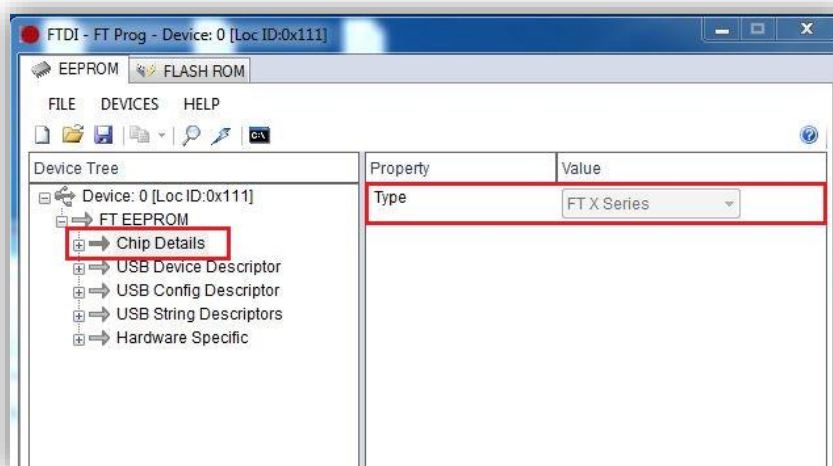 FTDI - FT Prog - Device: 0 [Loc ID:0x111]
EEPROM FLASH ROM
FILE DEVICES HELP
C:\
Device Tree
Device: 0 [Loc ID:0x111]
FT EEPROM
Chip Details
USB Device Descriptor
USB Config Descriptor
USB String Descriptors
Hardware Specific
Property Value
Type FT X Series